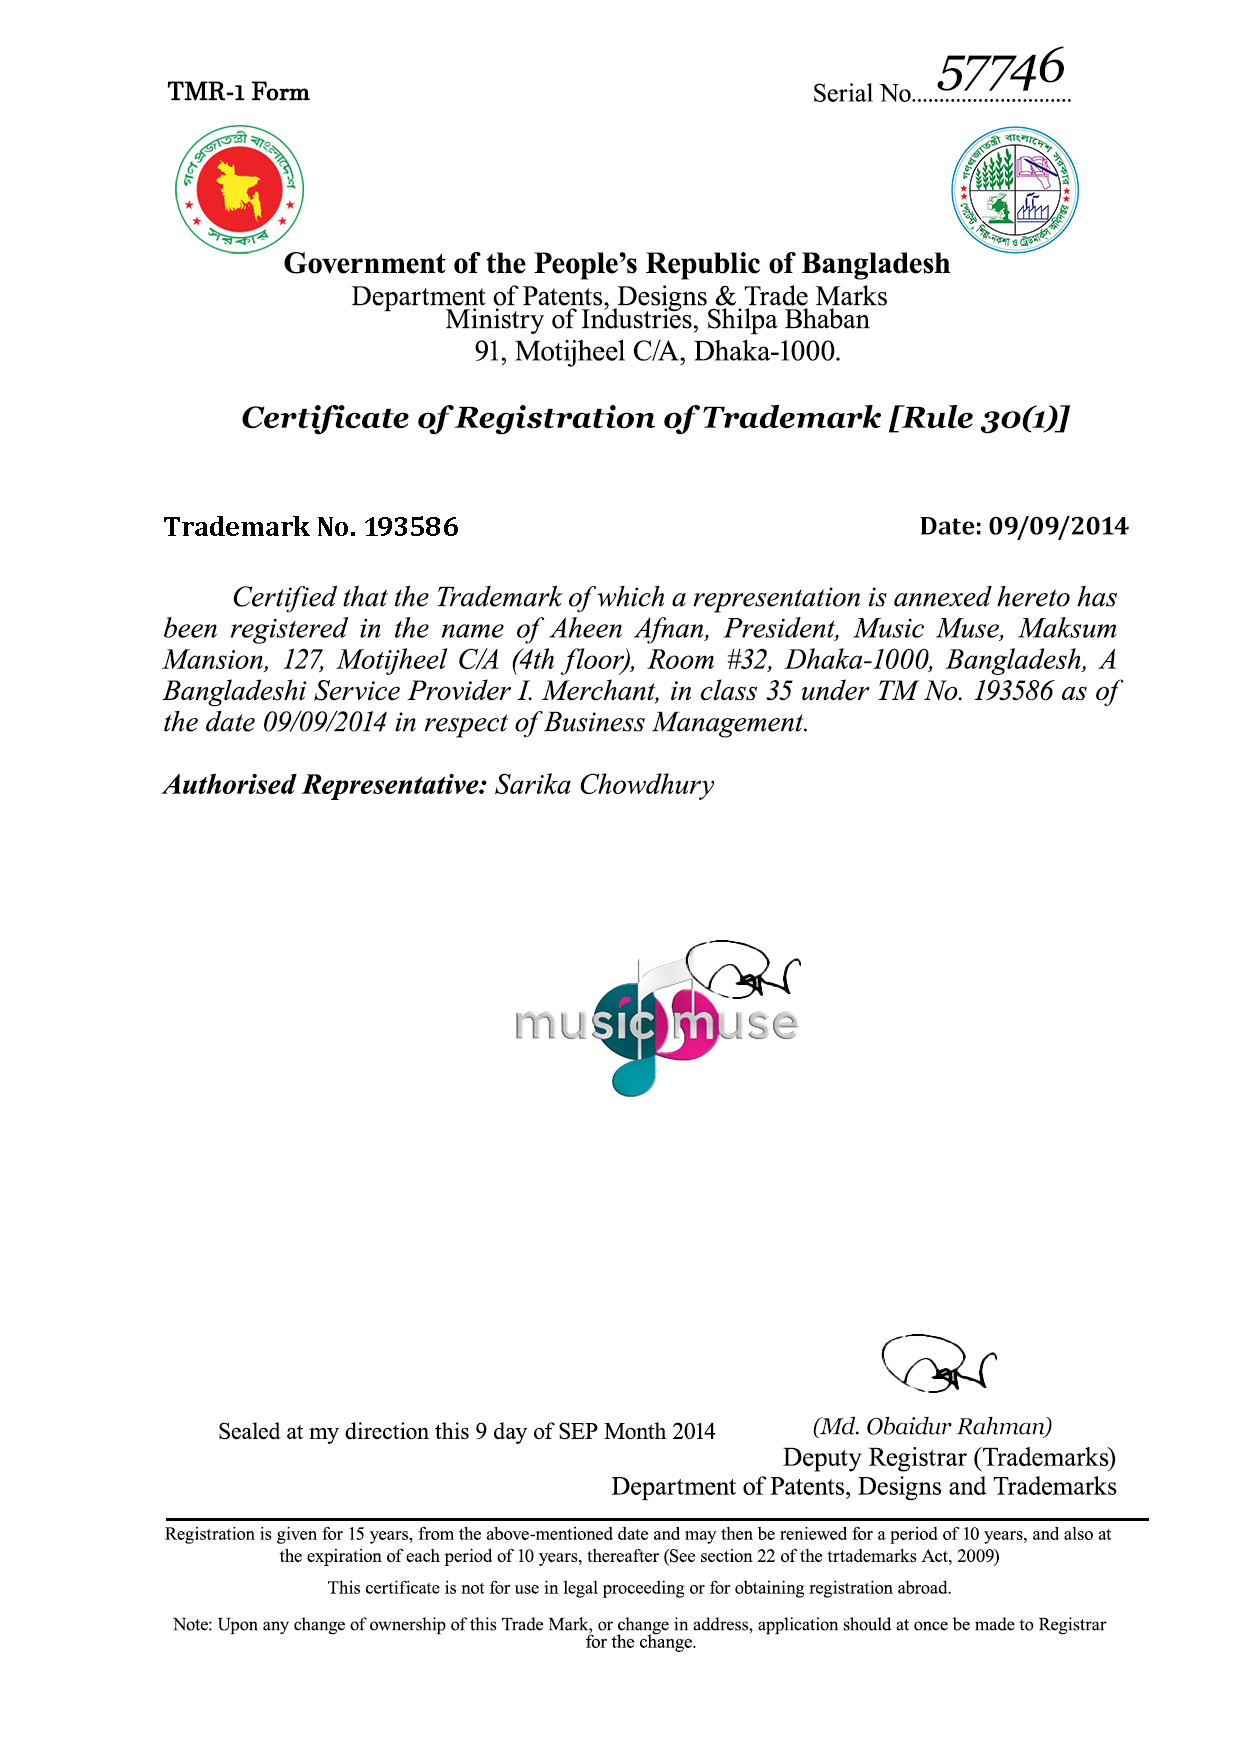 TMR-1 Form
Serial No. 57746
গণপ্রজাতন্ত্রী বাংলাদেশ
সরকার
গণপ্রজাতন্ত্রী বাংলাদেশ সরকার
পেটেন্ট, শিল্প-নকশা ও ট্রেডমার্কস অধিদপ্তর
Government of the People’s Republic of Bangladesh
Department of Patents, Designs & Trade Marks
Ministry of Industries, Shilpa Bhaban
91, Motijheel C/A, Dhaka-1000.
Certificate of Registration of Trademark [Rule 30(1)]
Trademark No. 193586
Date: 09/09/2014
Certified that the Trademark of which a representation is annexed hereto has
been registered in the name of Aheen Afnan, President, Music Muse, Maksum
Mansion, 127, Motijheel C/A (4th floor), Room #32, Dhaka-1000, Bangladesh, A
Bangladeshi Service Provider I. Merchant, in class 35 under TM No. 193586 as of
the date 09/09/2014 in respect of Business Management.
Authorised Representative: Sarika Chowdhury
music muse
Sealed at my direction this 9 day of SEP Month 2014
(Md. Obaidur Rahman)
Deputy Registrar (Trademarks)
Department of Patents, Designs and Trademarks
Registration is given for 15 years, from the above-mentioned date and may then be reniewed for a period of 10 years, and also at
the expiration of each period of 10 years, thereafter (See section 22 of the trtademarks Act, 2009)
This certificate is not for use in legal proceeding or for obtaining registration abroad.
Note: Upon any change of ownership of this Trade Mark, or change in address, application should at once be made to Registrar
for the change.